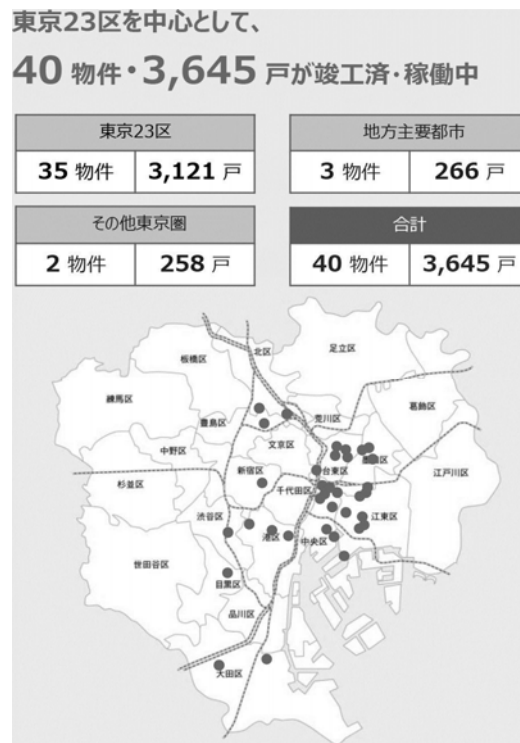 東京23区を中心として、
40 物件・3,645 戸が竣工済・稼働中
東京23区
35 物件 3,121 戸
地方主要都市
3 物件 266 戸
その他東京圏
2 物件 258 戸
合計
40 物件 3,645 戸
足立区
北区
板橋区
練馬区
葛飾区
荒川区
豊島区
文京区
中野区
台東区
墨田区
江戸川区
新宿区
杉並区
千代田区
渋谷区
江東区
港区
中央区
世田谷区
目黒区
品川区
大田区